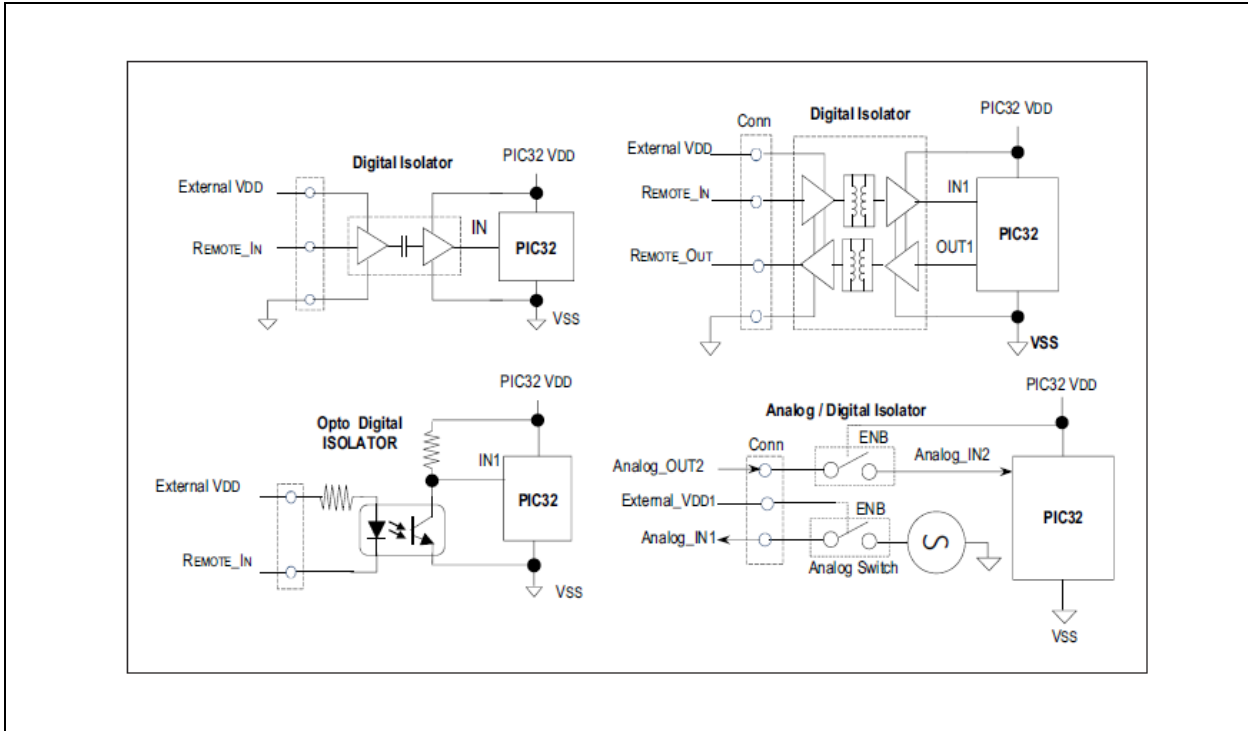 Digital Isolator
PIC32 VDD
External VDD
IN
REMOTE_IN
PIC32
VSS
Digital Isolator
PIC32 VDD
Conn
External VDD
REMOTE_IN
IN1
PIC32
REMOTE_OUT
OUT1
VSS
PIC32 VDD
Opto Digital
ISOLATOR
IN1
External VDD
PIC32
REMOTE_IN
VSS
PIC32 VDD
Analog / Digital Isolator
Conn
ENB
Analog_OUT2
Analog_IN2
External_VDD1
ENB
PIC32
Analog_IN1
S
Analog Switch
VSS